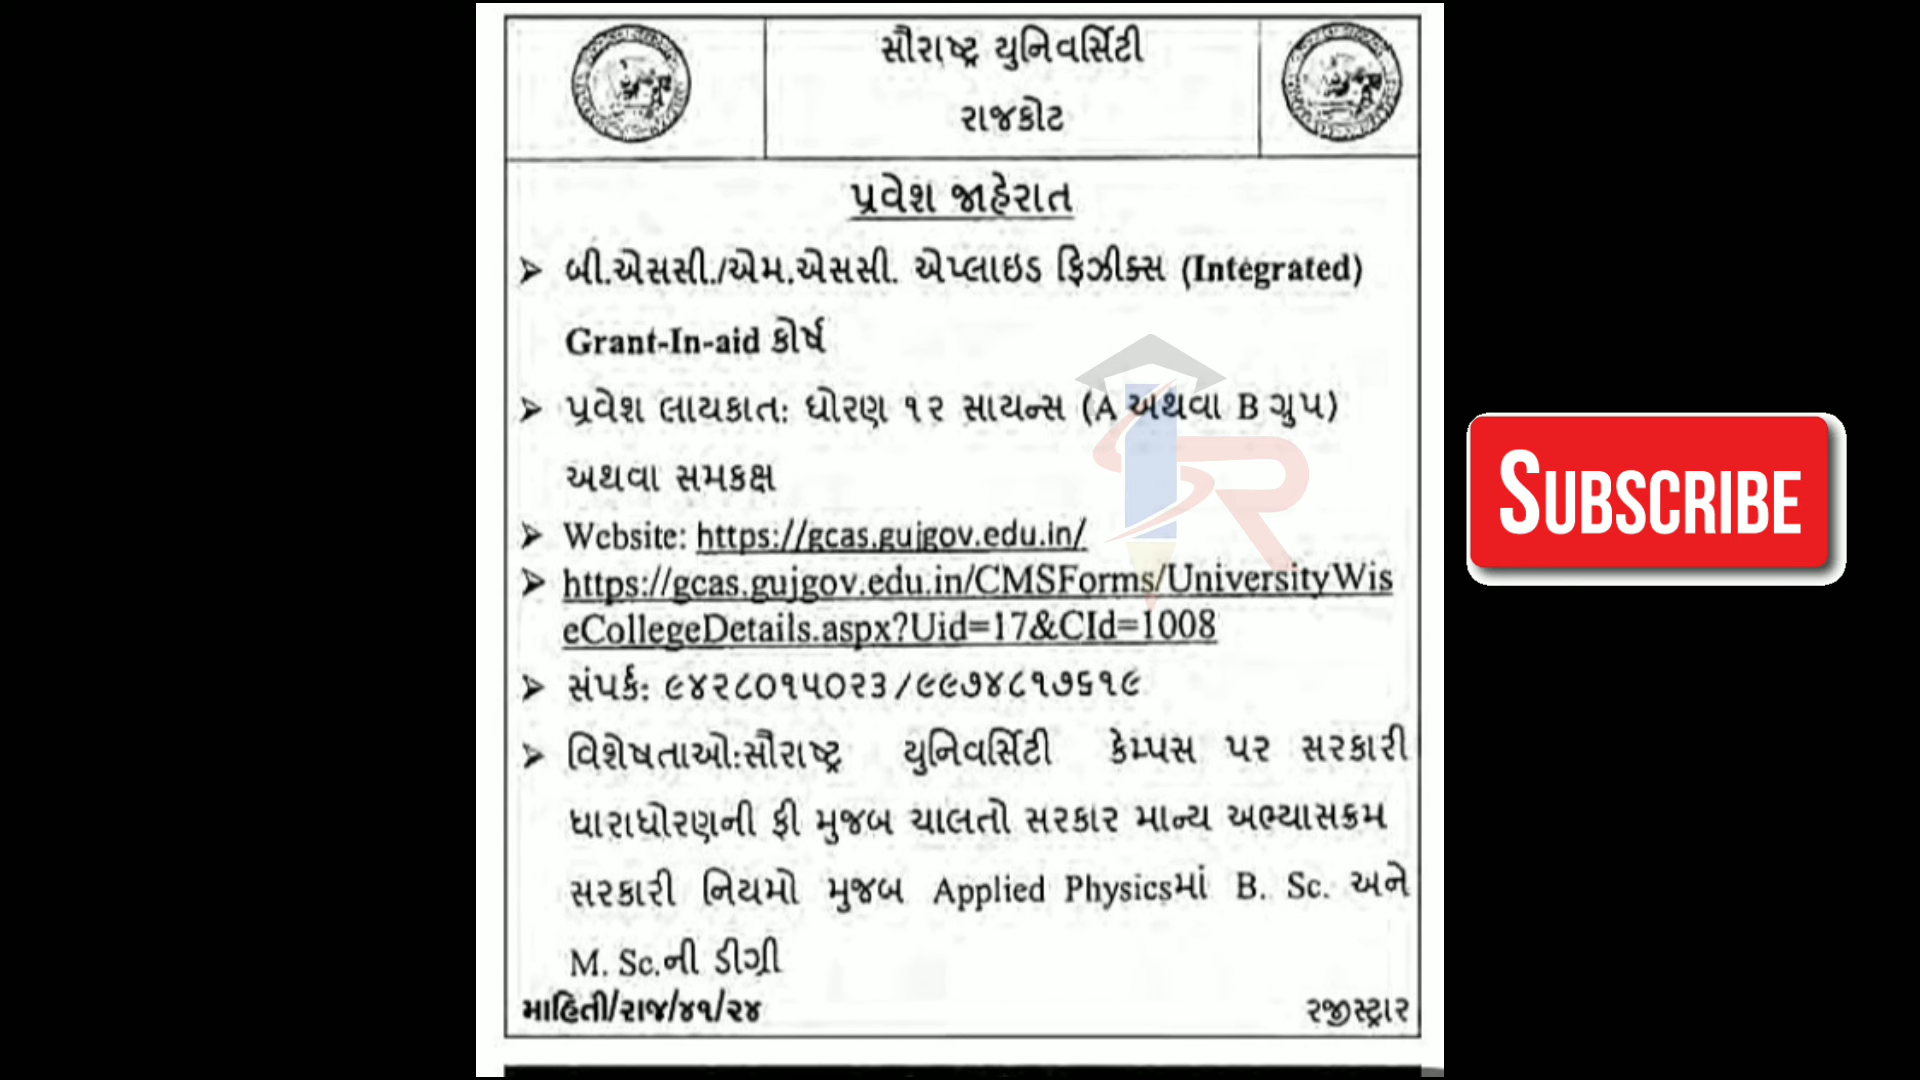 સૌરાષ્ટ્ર યુનિવર્સિટી
રાજકોટ
પ્રવેશ જાહેરાત
➤ બી.એસસી./એમ.એસસી. એપ્લાઇડ ફિઝીક્સ (Integrated)
Grant-In-aid કોર્ષ
➤ પ્રવેશ લાયકાત: ધોરણ ૧૨ સાયન્સ (A અથવા B ગ્રુપ)
અથવા સમકક્ષ
➤ Website: https://gcas.gujgov.edu.in/
➤ https://gcas.gujgov.edu.in/CMSForms/UniversityWis
eCollegeDetails.aspx?Uid=17&CId=1008
➤ સંપર્ક: ૯૪૨૮૦૧૫૦૨૩/૯૯૭૪૮૧૭૬૧૯
➤ વિશેષતાઓ:સૌરાષ્ટ્ર યુનિવર્સિટી કેમ્પસ પર સરકારી
ધારાધોરણની ફી મુજબ ચાલતો સરકાર માન્ય અભ્યાસક્રમ
સરકારી નિયમો મુજબ Applied Physicsમાં B. Sc. અને
M. Sc.ની ડીગ્રી
માહિતી/રાજ/૪૧/૨૪ રજીસ્ટ્રાર
SUBSCRIBE